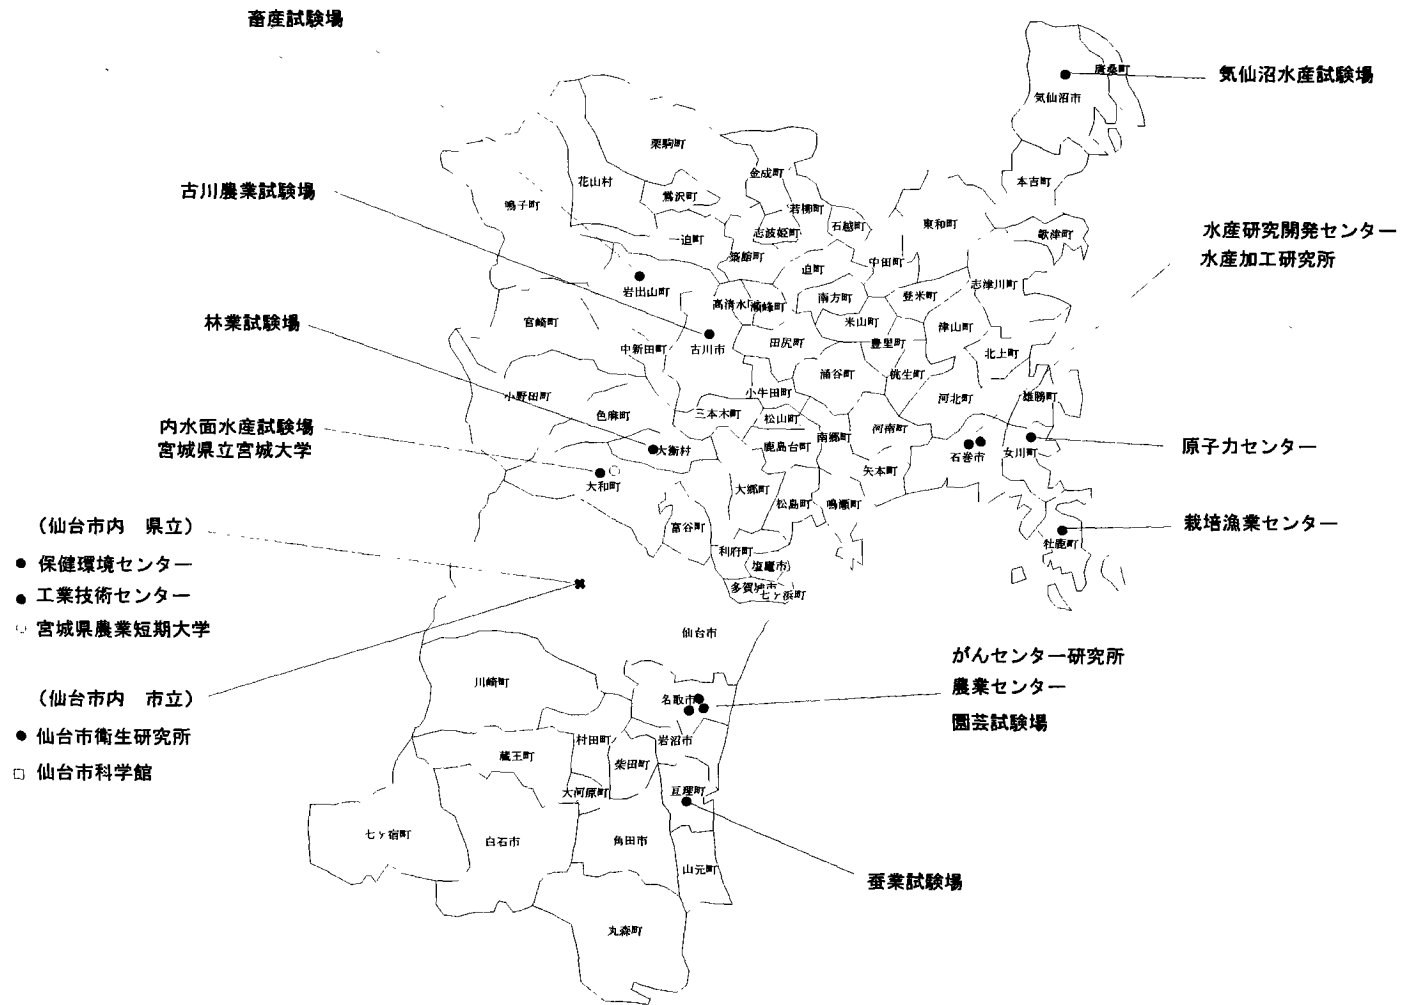 畜産試験場
気仙沼水産試験場
唐桑町
気仙沼市
栗駒町
金成町
本吉町
花山村
古川農業試験場
鶯沢町
鳴子町
若柳町
石越町
東和町
歌津町
水産研究開発センター
水産加工研究所
志波姫町
迫町
築館町
迫町
中田町
志津川町
岩出山町
高清水町
瀬峰町
南方町
登米町
林業試験場
宮崎町
米山町
津山町
中新田町
古川市
田尻町
豊里町
北上町
涌谷町
桃生町
小野田町
小牛田町
河北町
雄勝町
色麻町
三本木町
松山町
内水面水産試験場
宮城県立宮城大学
大衡村
鹿島台町
南郷町
河南町
石巻市
女川町
原子力センター
矢本町
大和町
大郷町
松島町
鳴瀬町
(仙台市内 県立)
富谷町
牡鹿町
栽培漁業センター
● 保健環境センター
利府町
塩竈市
● 工業技術センター
多賀城市
七ヶ浜町
○ 宮城県農業短期大学
仙台市
がんセンター研究所
農業センター
園芸試験場
(仙台市内 市立)
川崎町
名取市
● 仙台市衛生研究所
村田町
岩沼市
□ 仙台市科学館
蔵王町
柴田町
大河原町
亘理町
七ヶ宿町
白石市
角田市
山元町
蚕業試験場
丸森町